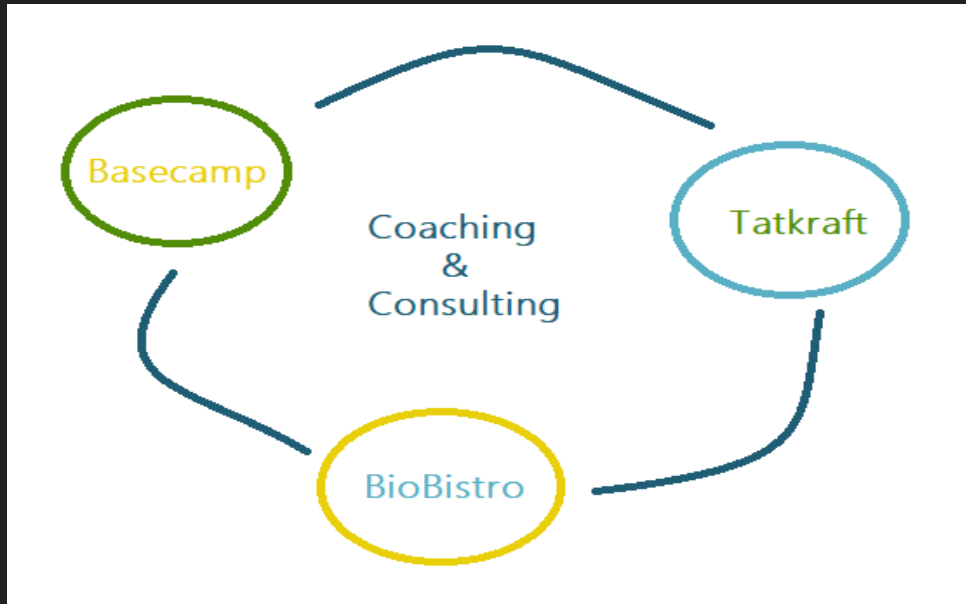 Basecamp
Tatkraft
Coaching
&
Consulting
BioBistro